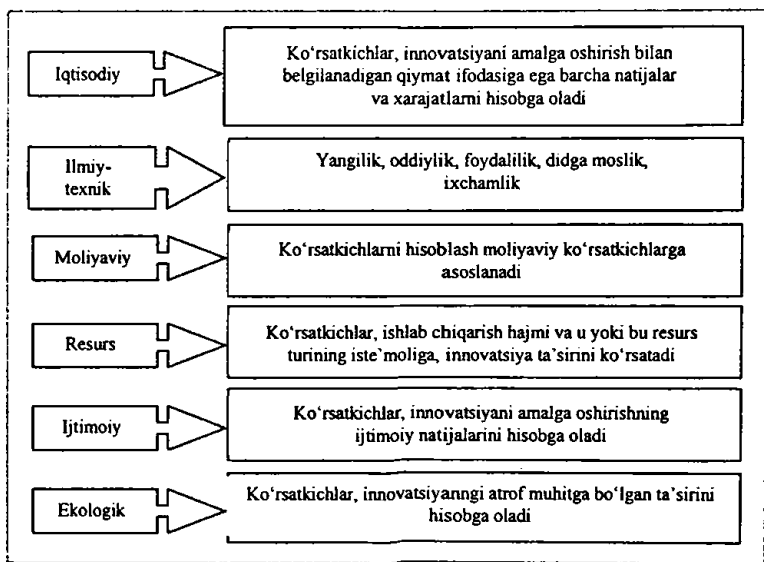 Iqtisodiy
Ko‘rsatkichlar, innovatsiyani amalga oshirish bilan
belgilanadigan qiymat ifodasiga ega barcha natijalar
va xarajatlarni hisobga oladi
Ilmiy-
texnik
Yangilik, oddiylik, foydalilik, didga moslik,
ixchamlik
Moliyaviy
Ko‘rsatkichlarni hisoblash moliyaviy ko‘rsatkichlarga
asoslanadi
Resurs
Ko‘rsatkichlar, ishlab chiqarish hajmi va u yoki bu resurs
turining iste’moliga, innovatsiya ta’sirini ko‘rsatadi
Ijtimoiy
Ko‘rsatkichlar, innovatsiyani amalga oshirishning
ijtimoiy natijalarini hisobga oladi
Ekologik
Ko‘rsatkichlar, innovatsiyanngi atrof muhitga bo‘lgan ta’sirini
hisobga oladi